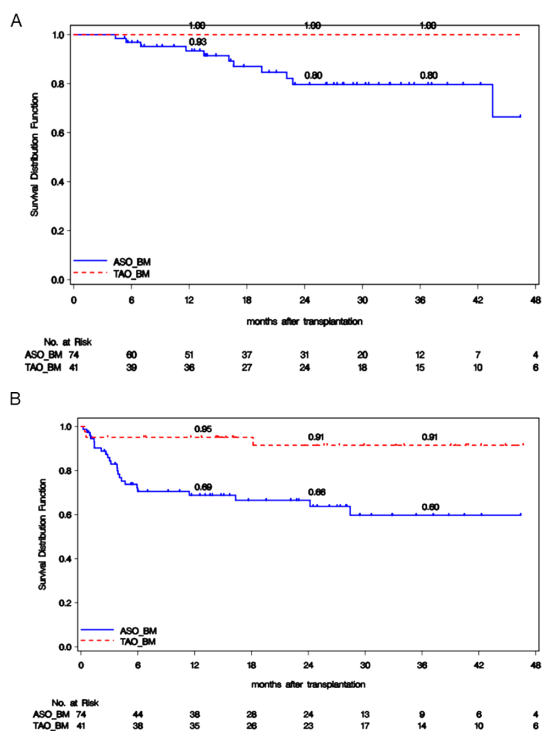 A
1.00 1.00 1.00
1.0
0.93
0.8
0.80 0.80
0.6
Survival Distribution Function
0.4
0.2
ASO_BM
TAO_BM
0.0
0 6 12 18 24 30 36 42 48
months after transplantation
No. at Risk
ASO_BM 74 60 51 37 31 20 12 7 4
TAO_BM 41 39 36 27 24 18 15 10 6
B
1.0
0.95 0.91 0.91
0.8
0.69 0.66 0.60
0.6
Survival Distribution Function
0.4
0.2
ASO_BM
TAO_BM
0.0
0 6 12 18 24 30 36 42 48
months after transplantation
No. at Risk
ASO_BM 74 44 38 28 24 13 9 6 4
TAO_BM 41 38 35 26 23 17 14 10 6